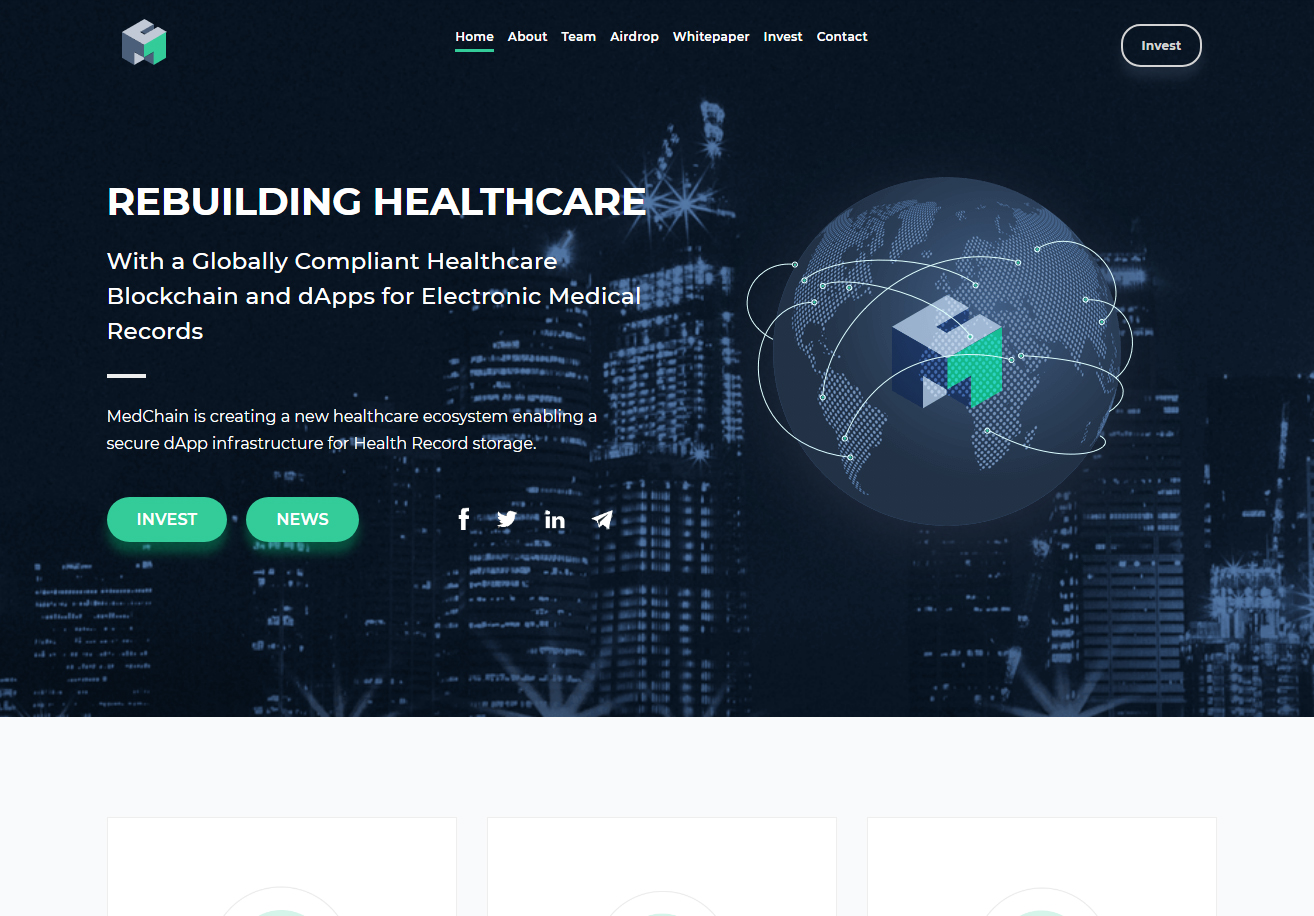 Home About Team Airdrop Whitepaper Invest Contact
Invest
REBUILDING HEALTHCARE
With a Globally Compliant Healthcare
Blockchain and dApps for Electronic Medical
Records
MedChain is creating a new healthcare ecosystem enabling a
secure dApp infrastructure for Health Record storage.
INVEST NEWS